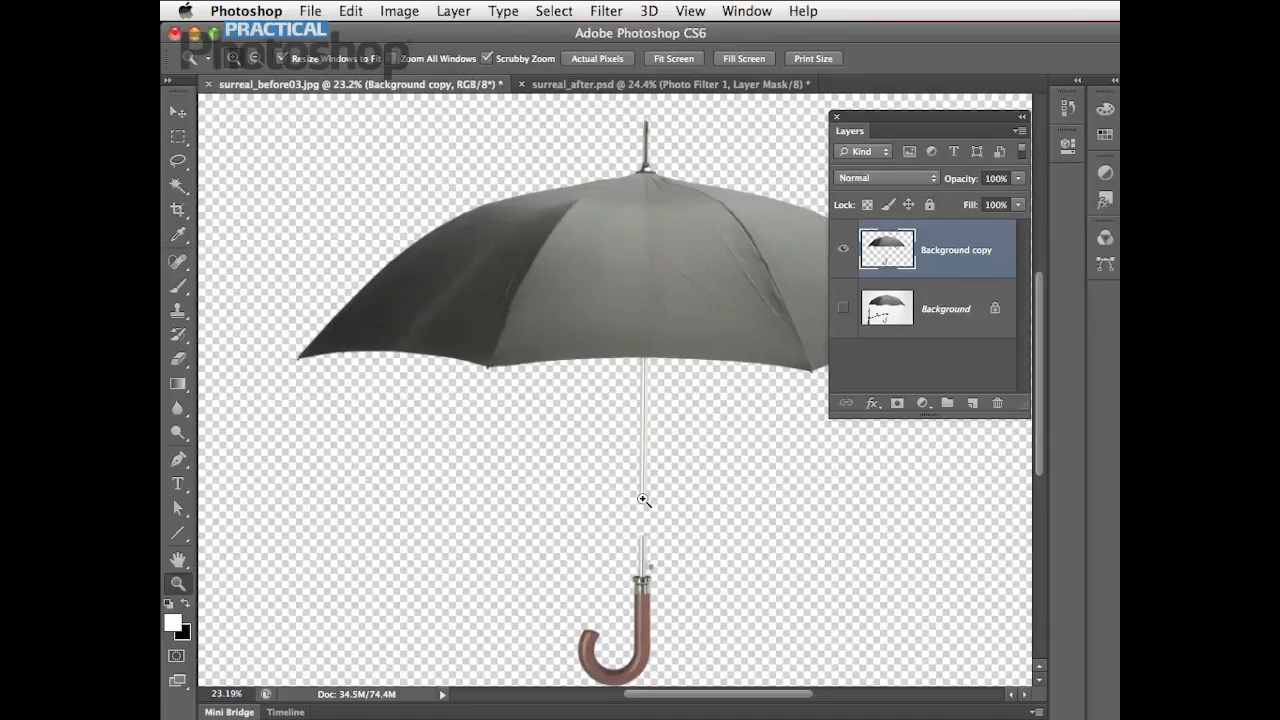 Photoshop File Edit Image Layer Type Select Filter 3D View Window Help
PRACTICAL
Photoshop
Adobe Photoshop CS6
Resize Windows to Fit Zoom All Windows Scrubby Zoom Actual Pixels Fit Screen Fill Screen Print Size
surreal_before03.jpg @ 23.2% (Background copy, RGB/8*) * surreal_after.psd @ 24.4% (Photo Filter 1, Layer Mask/8) *
Layers
Kind
Normal Opacity: 100%
Lock: Fill: 100%
Background copy
Background
23.19% Doc: 34.5M/74.4M
Mini Bridge Timeline